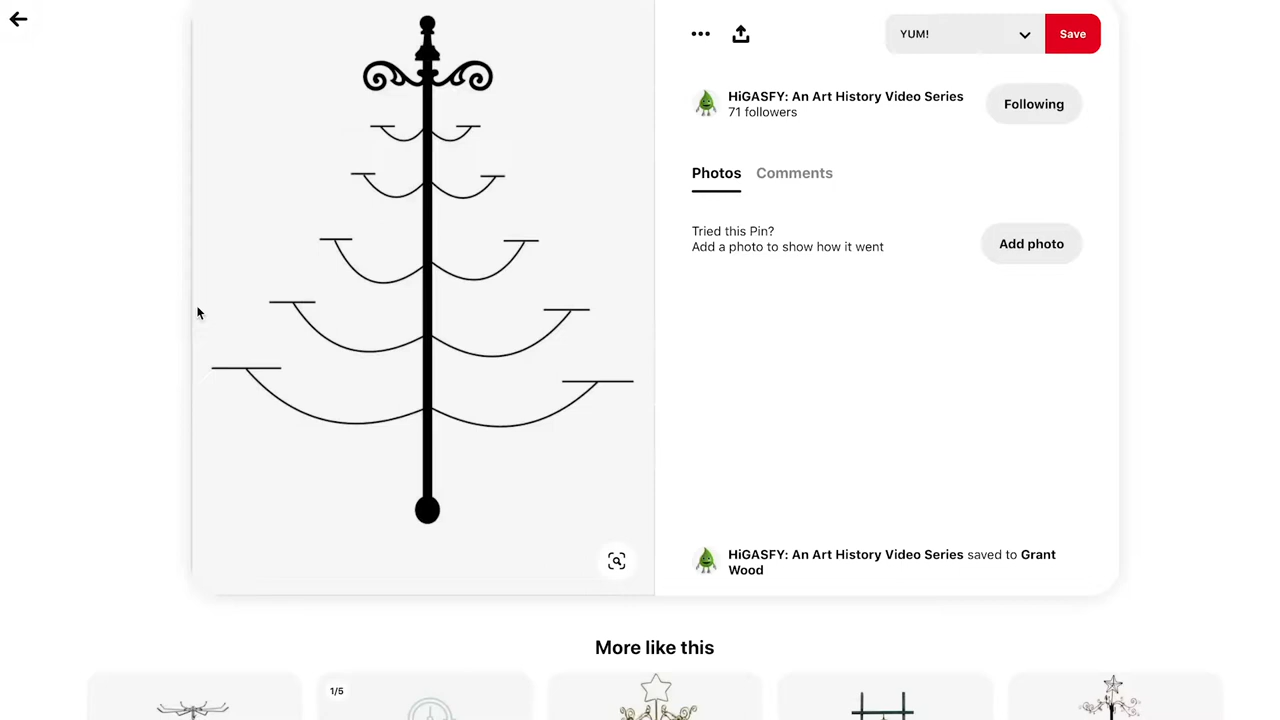 YUM!
Save
HiGASFY: An Art History Video Series
71 followers
Following
Photos
Comments
Tried this Pin?
Add a photo to show how it went
Add photo
HiGASFY: An Art History Video Series saved to Grant
Wood
More like this
1/5